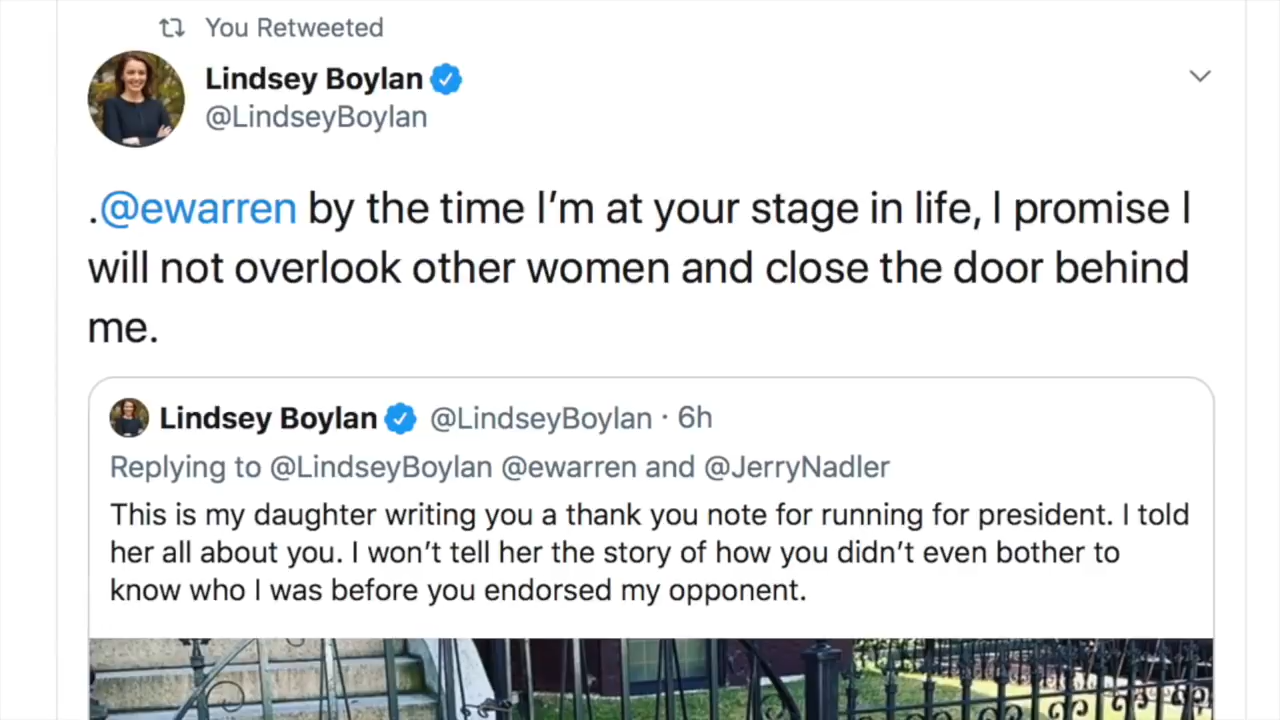 You Retweeted
Lindsey Boylan
@LindseyBoylan
.@ewarren by the time I’m at your stage in life, I promise I
will not overlook other women and close the door behind
me.
Lindsey Boylan @LindseyBoylan · 6h
Replying to @LindseyBoylan @ewarren and @JerryNadler
This is my daughter writing you a thank you note for running for president. I told
her all about you. I won’t tell her the story of how you didn’t even bother to
know who I was before you endorsed my opponent.